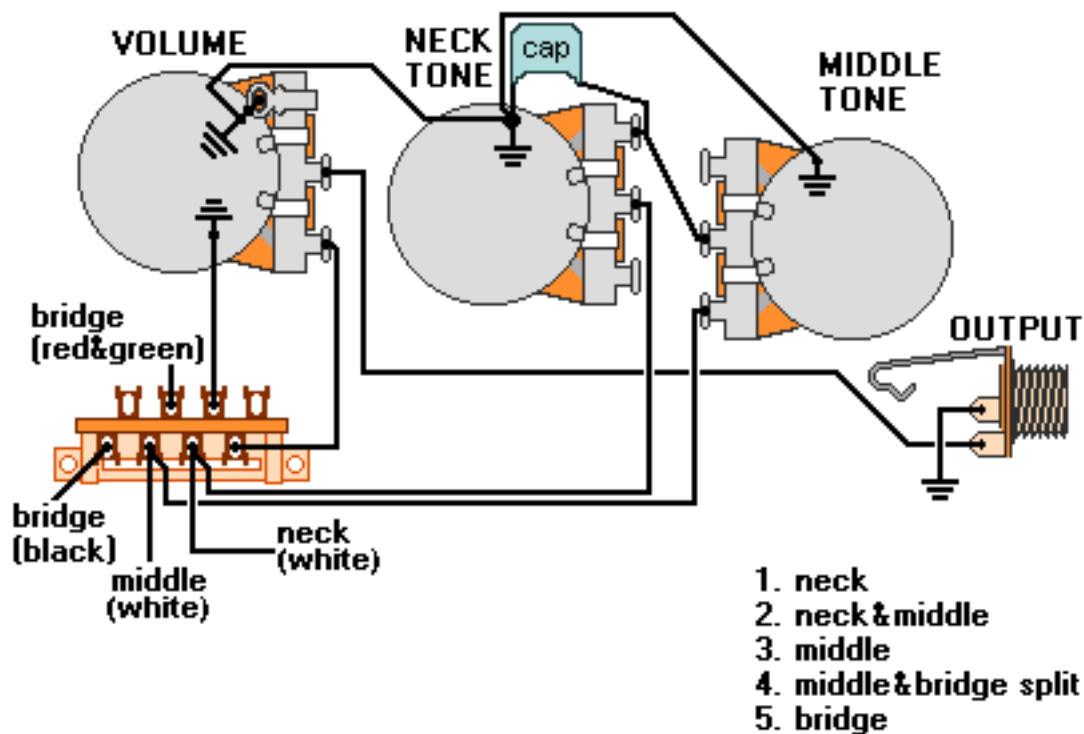 VOLUME
NECK
TONE
cap
MIDDLE
TONE
bridge
(red&green)
OUTPUT
bridge
(black)
middle
(white)
neck
(white)
1. neck
2. neck&middle
3. middle
4. middle&bridge split
5. bridge